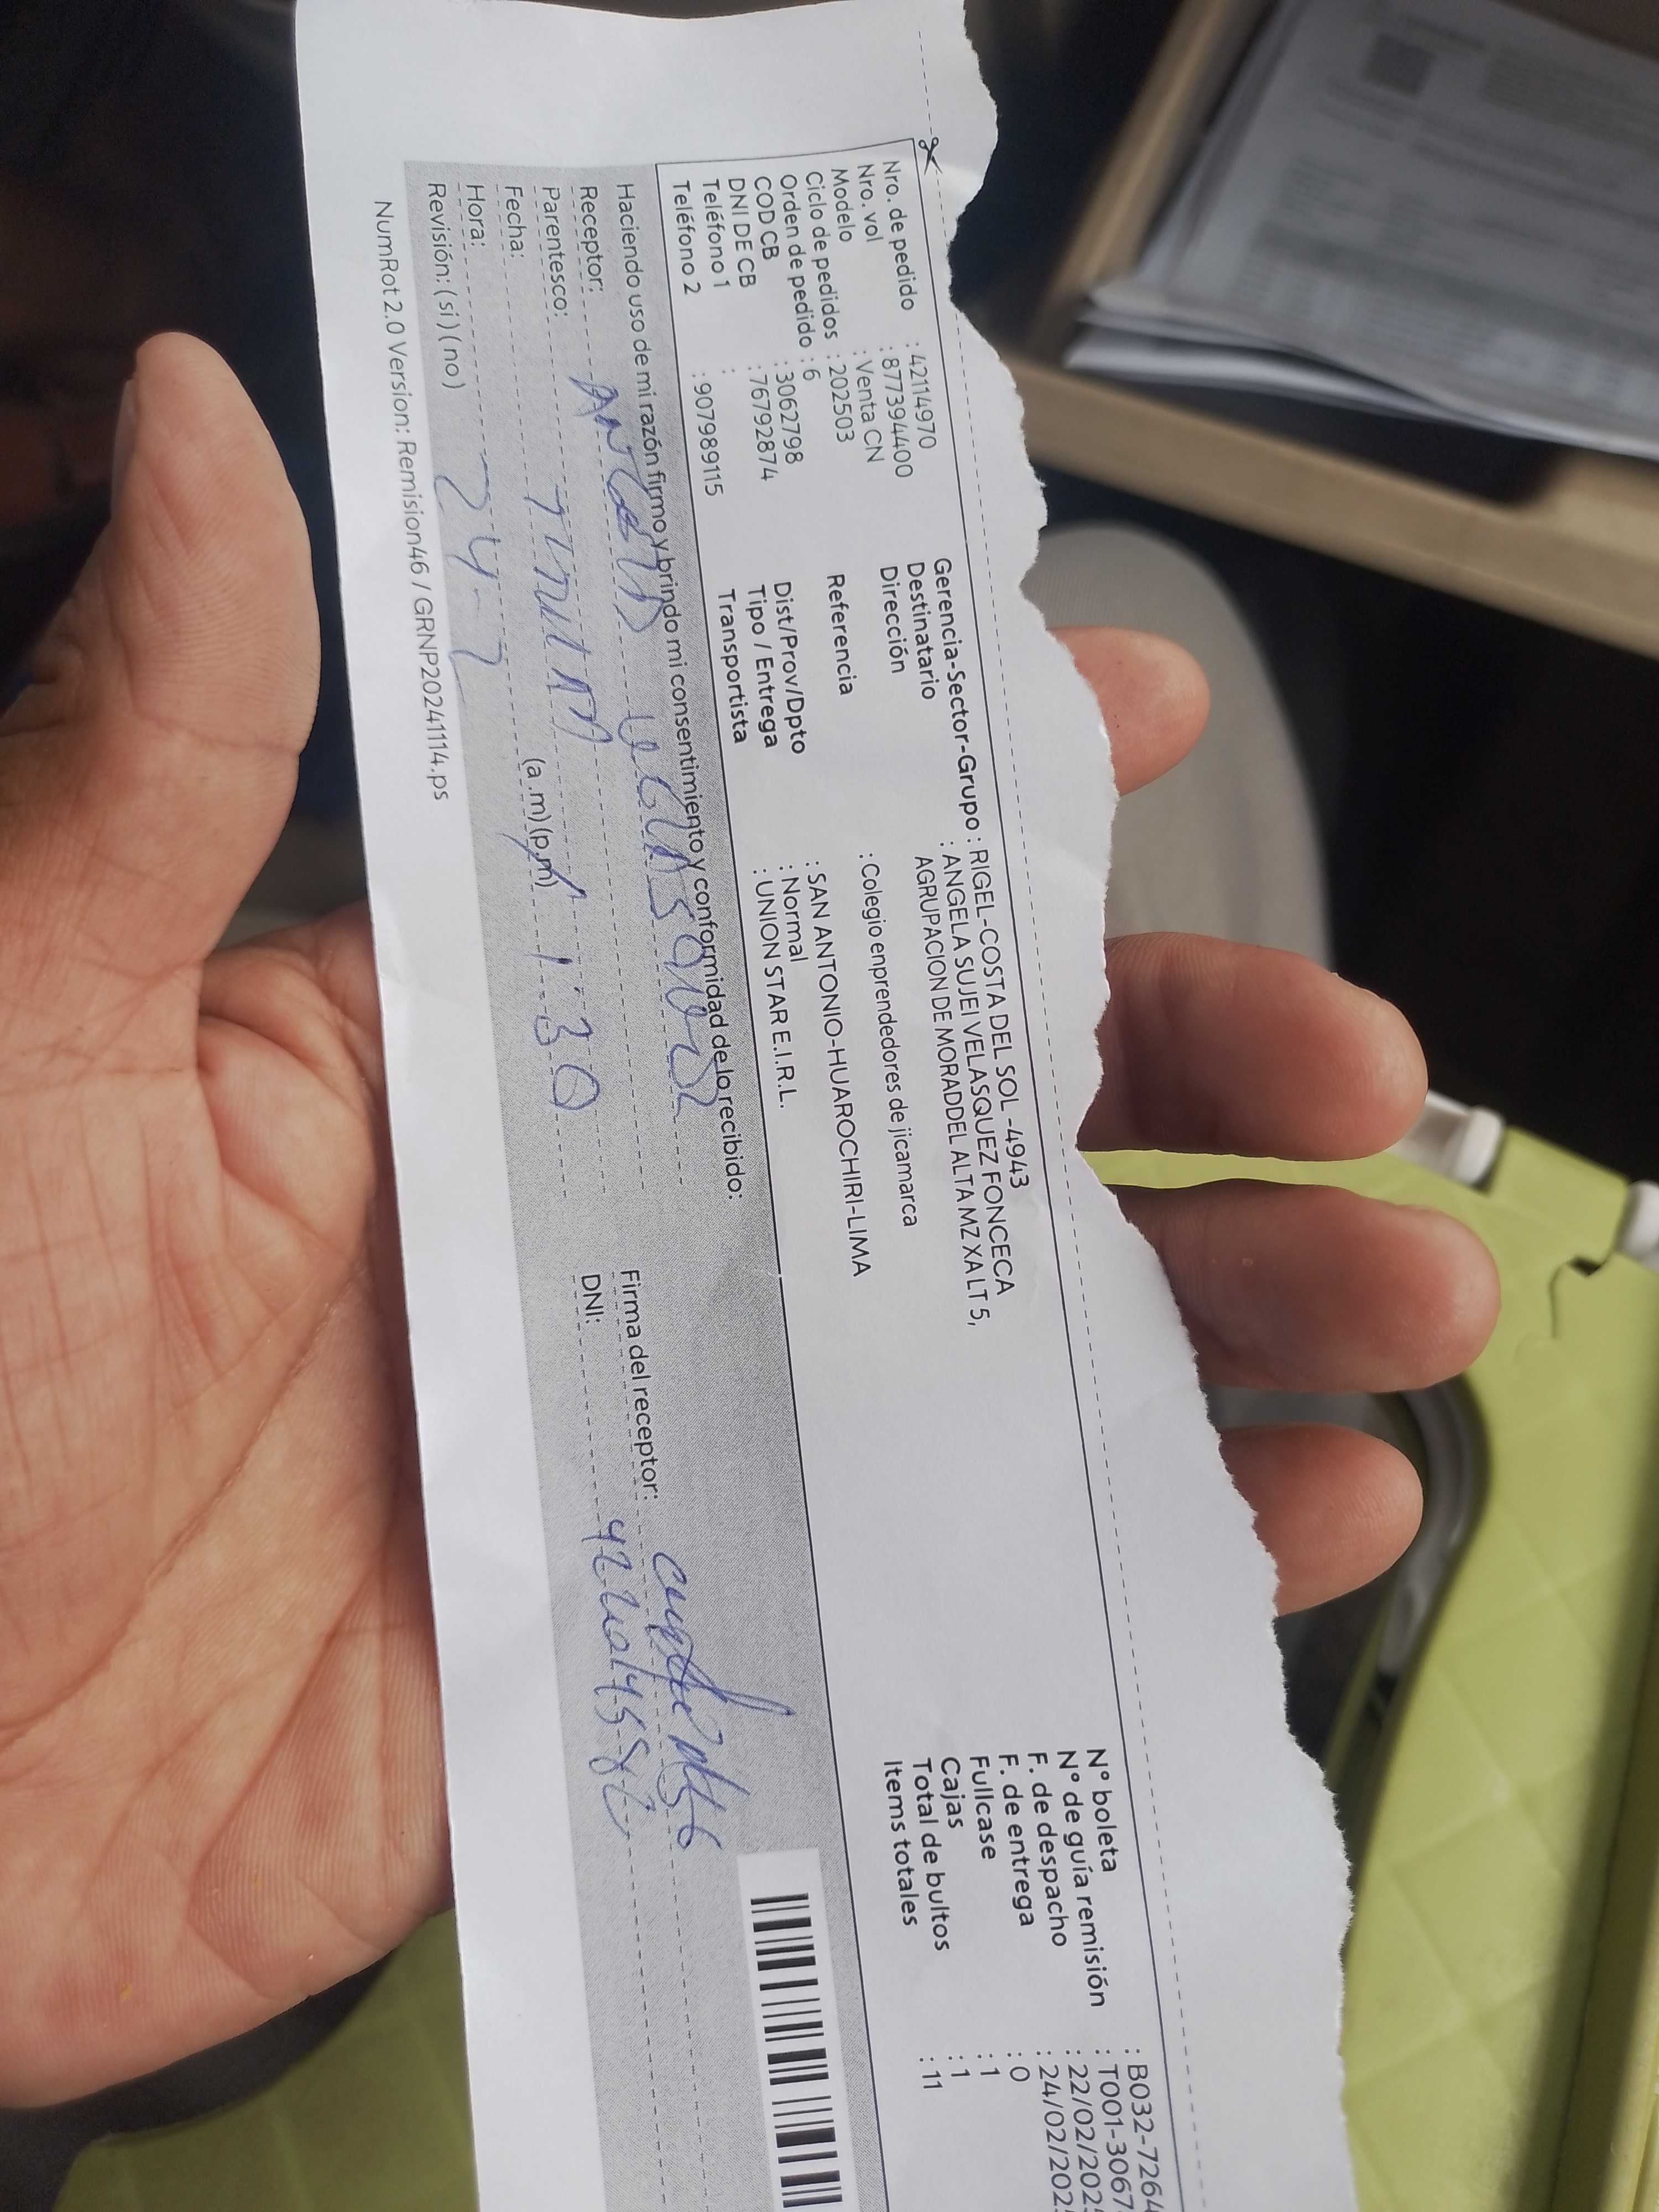 Nro. de pedido : 42114970
Nro. vol : 877394400
Modelo : Venta CN
Ciclo de pedidos : 202503
Orden de pedido : 6
COD CB : 3062798
DNI DE CB : 76792874
Teléfono 1 :
Teléfono 2 : 907989115
Gerencia-Sector-Grupo : RIGEL-COSTA DEL SOL -4943
Destinatario : ANGELA SUJEI VELASQUEZ FONCECA
Dirección AGRUPACION DE MORADDEL ALTA MZ XA LT 5,
Referencia : Colegio enprendedores de jicamarca
Dist/Prov/Dpto : SAN ANTONIO-HUAROCHIRI-LIMA
Tipo / Entrega : Normal
Transportista : UNION STAR E.I.R.L.
N° boleta : B032-7264
N° de guía remisión : T001-3067
F. de despacho : 22/02/202
F. de entrega : 24/02/202
Fullcase : 0
Cajas : 1
Total de bultos : 1
Items totales : 11
Haciendo uso de mi razón firmo y brindo mi consentimiento y conformidad de lo recibido:
Receptor:
Parentesco:
Fecha:
Hora: 24-2 (a.m)(p.m) 1:30
Revisión: (si) (no)
Firma del receptor:
DNI:
NumRot 2.0 Version: Remision46 / GRNP20241114.ps